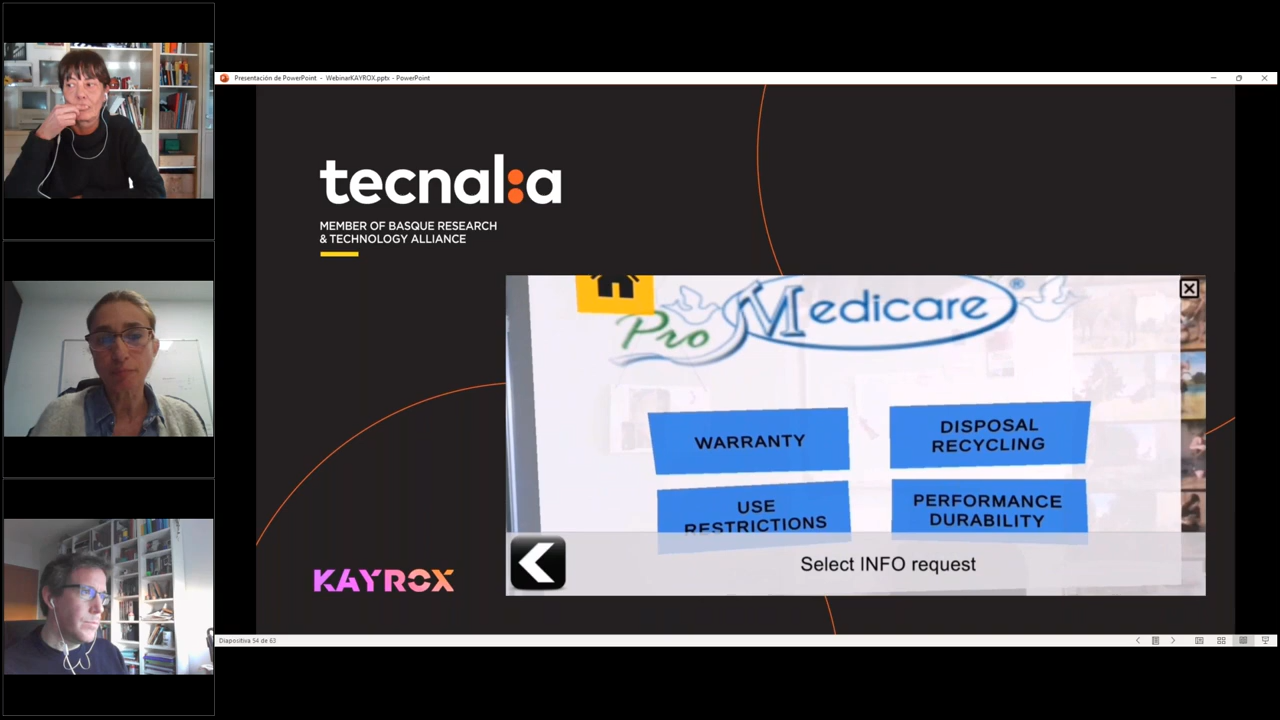 Presentación de PowerPoint - WebinarKAYROX.pptx - PowerPoint
tecnal:a
MEMBER OF BASQUE RESEARCH
& TECHNOLOGY ALLIANCE
Pro Medicare®
WARRANTY
DISPOSAL
RECYCLING
USE
RESTRICTIONS
PERFORMANCE
DURABILITY
Select INFO request
KAYROX
Diapositiva 54 de 63